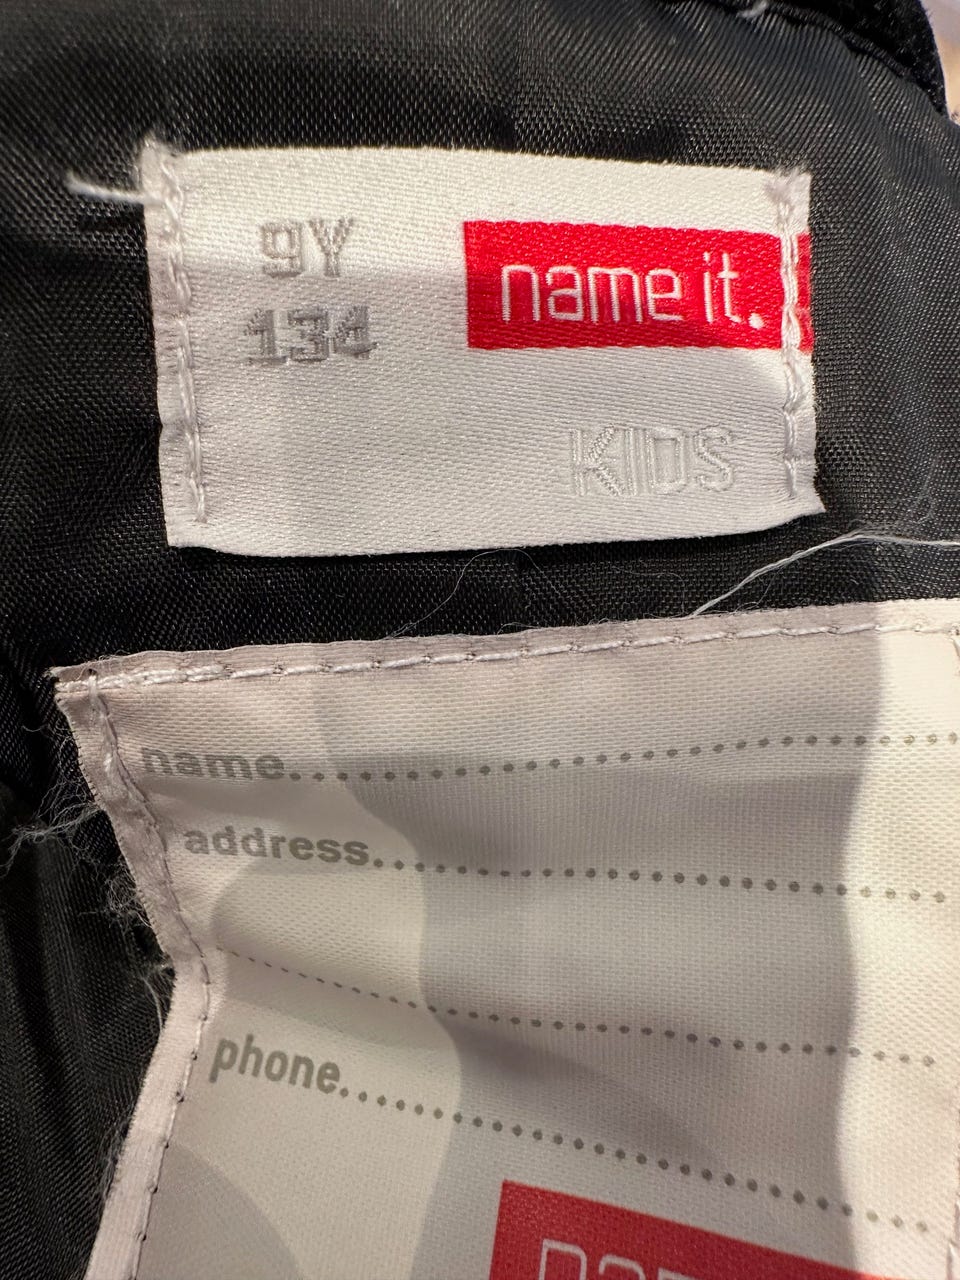 9Y
134
name it.
KIDS
name
address
phone